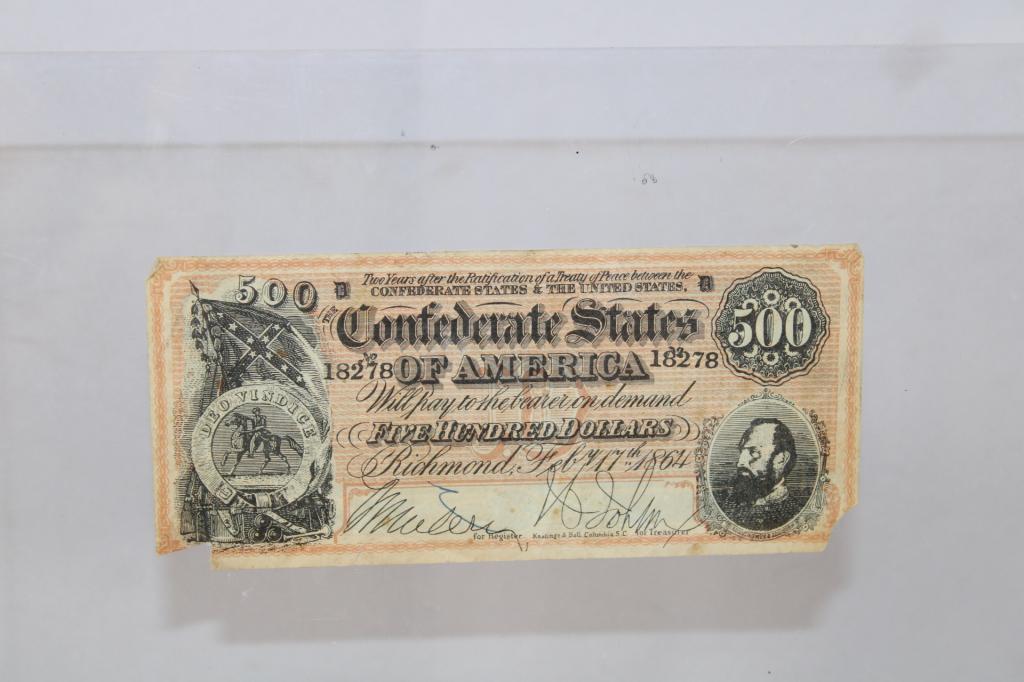 500 D Two Years after the Ratification of a Treaty of Peace between the D
CONFEDERATE STATES & THE UNITED STATES.
THE Confederate States 500
No 18278 OF AMERICA No 18278
DEO VINDICE
Will pay to the bearer on demand
FIVE HUNDRED DOLLARS
Richmond, Feby 17th 1864
for Register Keatinge & Ball, Columbia S.C. for Treasurer